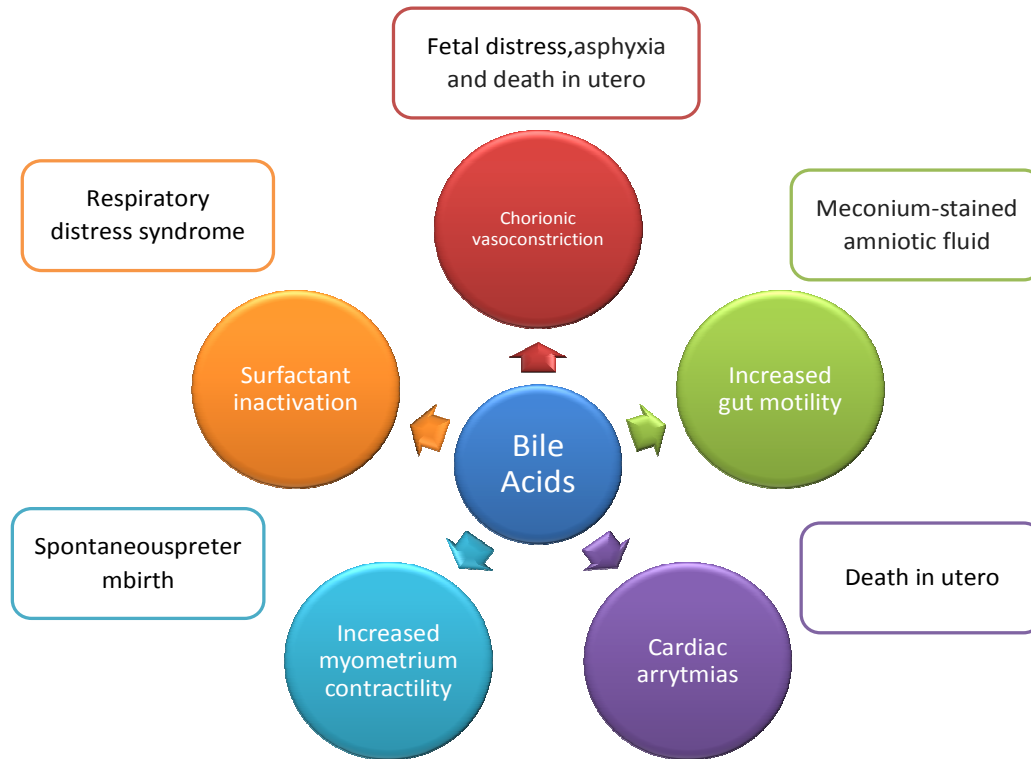 Fetal distress,asphyxia
and death in utero
Chorionic
vasoconstriction
Respiratory
distress syndrome
Meconium-stained
amniotic fluid
Surfactant
inactivation
Increased
gut motility
Bile
Acids
Spontaneouspreter
mbirth
Death in utero
Increased
myometrium
contractility
Cardiac
arrytmias